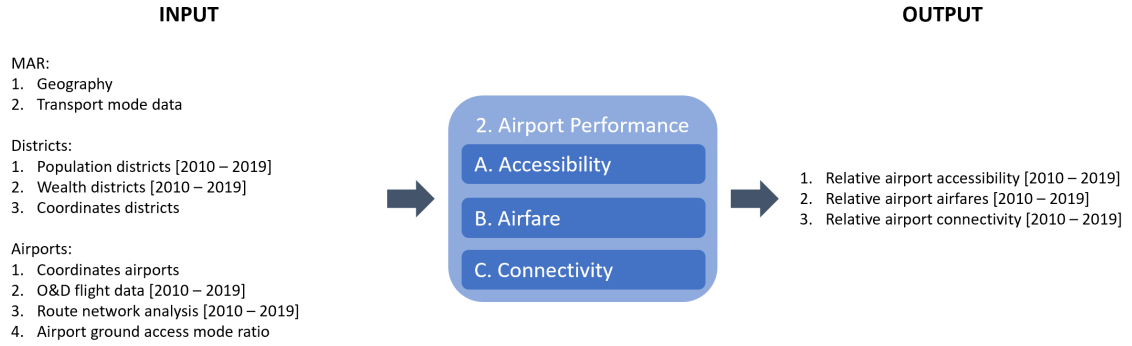 INPUT
MAR:
1. Geography
2. Transport mode data
Districts:
1. Population districts [2010 – 2019]
2. Wealth districts [2010 – 2019]
3. Coordinates districts
Airports:
1. Coordinates airports
2. O&D flight data [2010 – 2019]
3. Route network analysis [2010 – 2019]
4. Airport ground access mode ratio
2. Airport Performance
A. Accessibility
B. Airfare
C. Connectivity
OUTPUT
1. Relative airport accessibility [2010 – 2019]
2. Relative airport airfares [2010 – 2019]
3. Relative airport connectivity [2010 – 2019]